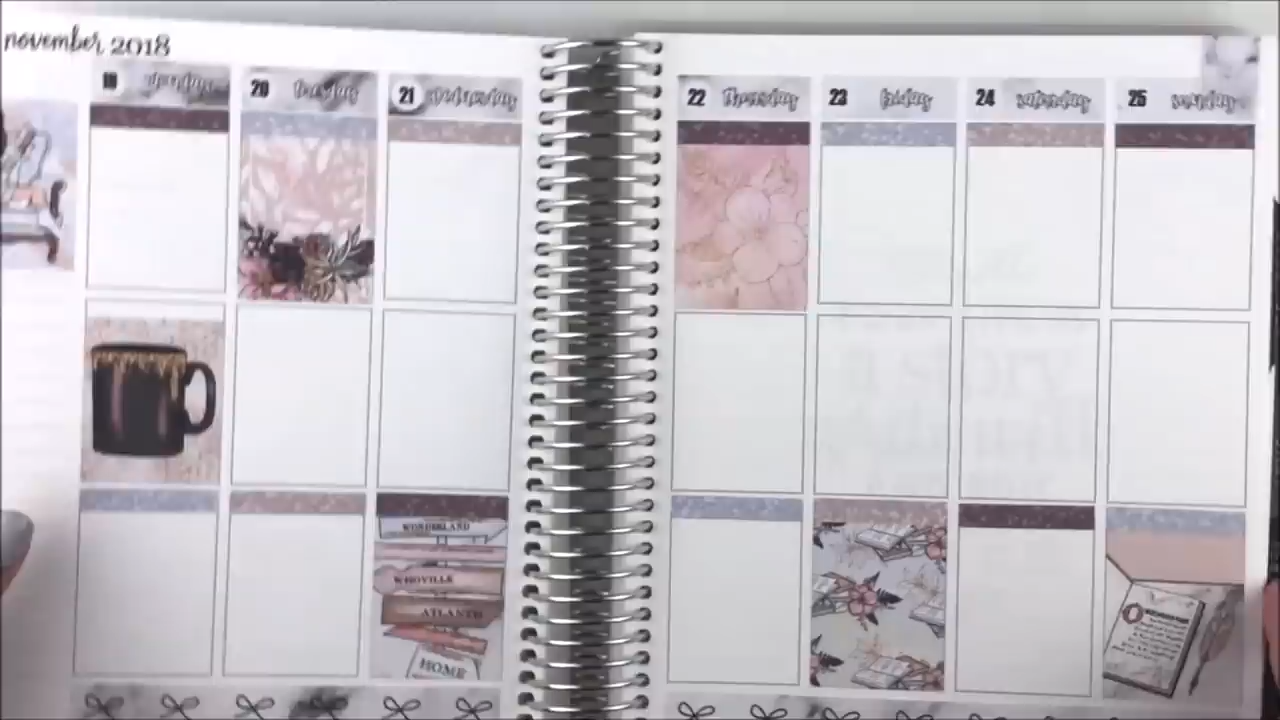 november 2018
19 monday
20 tuesday
21 wednesday
22 thursday
23 friday
24 saturday
25 sunday
WONDERLAND
WHOVILLE
ATLANTIS
HOME